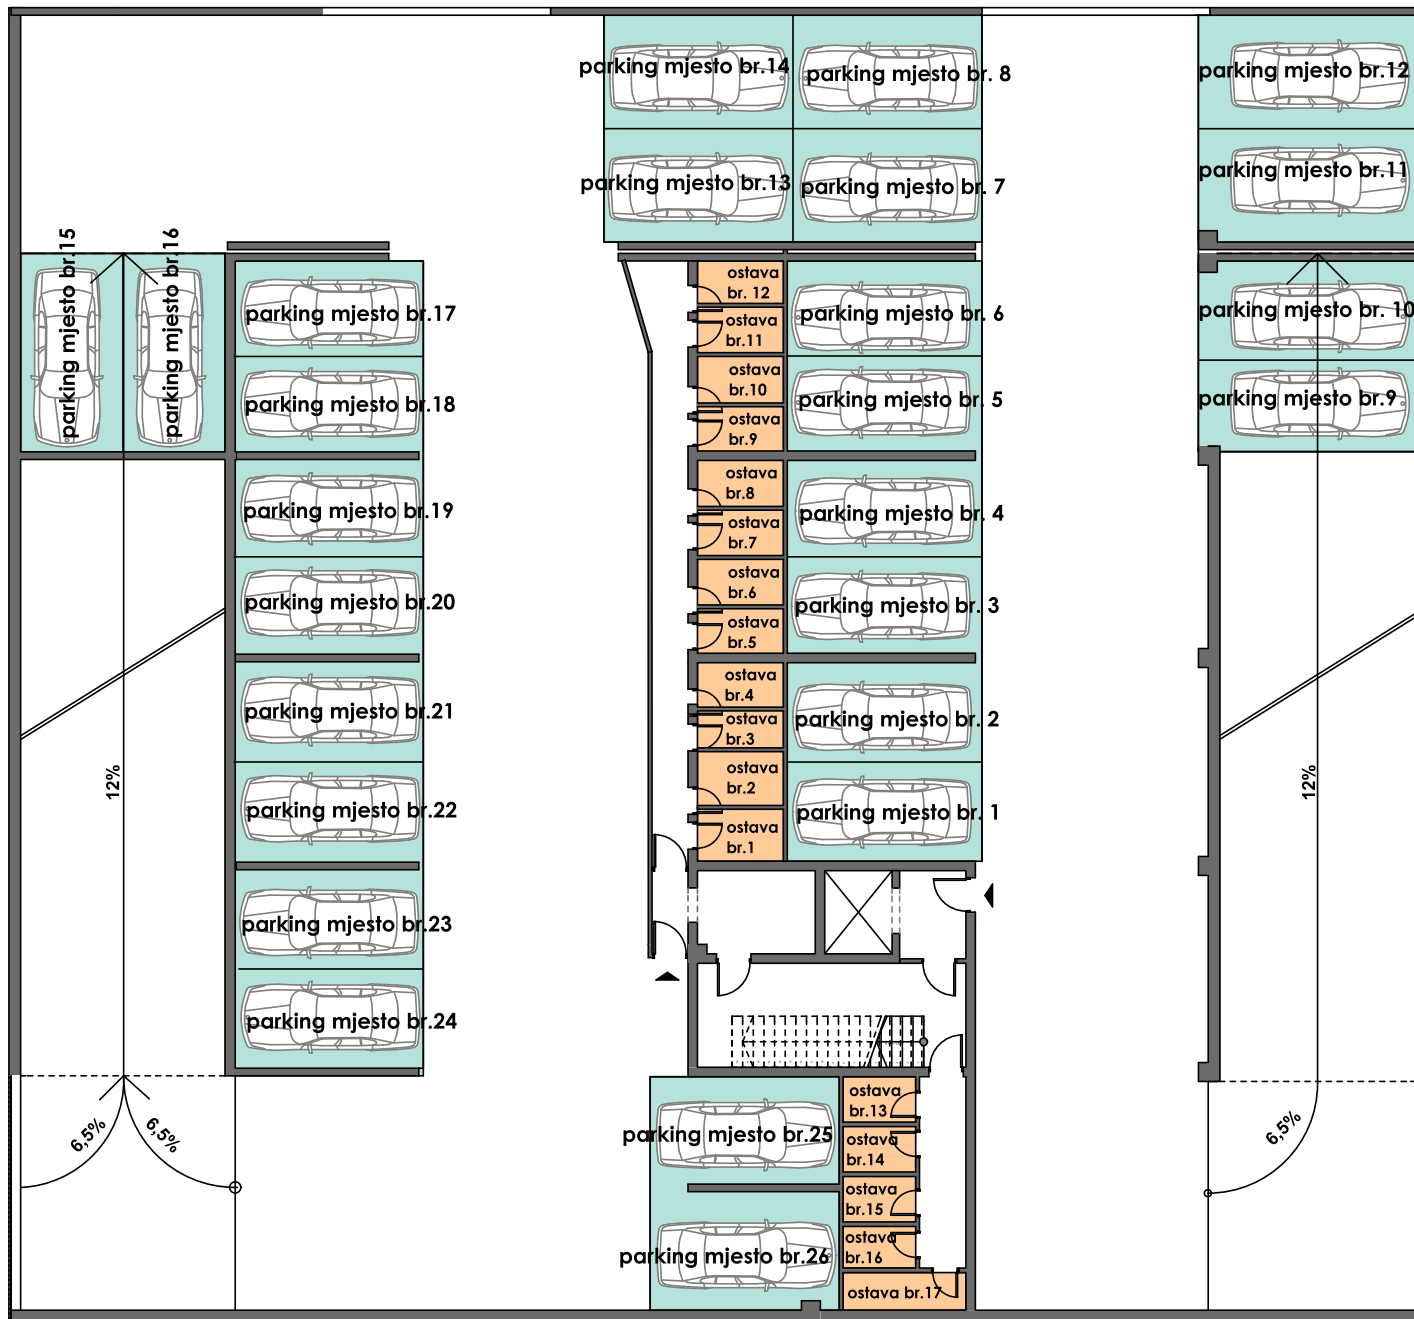 parking mjesto br.14
parking mjesto br. 8
parking mjesto br.12
parking mjesto br.13
parking mjesto br. 7
parking mjesto br.11
parking mjesto br.15
parking mjesto br.16
parking mjesto br.17
parking mjesto br.18
parking mjesto br.19
parking mjesto br.20
parking mjesto br.21
parking mjesto br.22
parking mjesto br.23
parking mjesto br.24
12%
6,5%
6,5%
ostava
br. 12
ostava
br.11
ostava
br.10
ostava
br.9
ostava
br.8
ostava
br.7
ostava
br.6
ostava
br.5
ostava
br.4
ostava
br.3
ostava
br.2
ostava
br.1
parking mjesto br. 6
parking mjesto br. 5
parking mjesto br. 4
parking mjesto br. 3
parking mjesto br. 2
parking mjesto br. 1
parking mjesto br. 10
parking mjesto br.9
12%
6,5%
parking mjesto br.25
parking mjesto br.26
ostava
br.13
ostava
br.14
ostava
br.15
ostava
br.16
ostava br.17